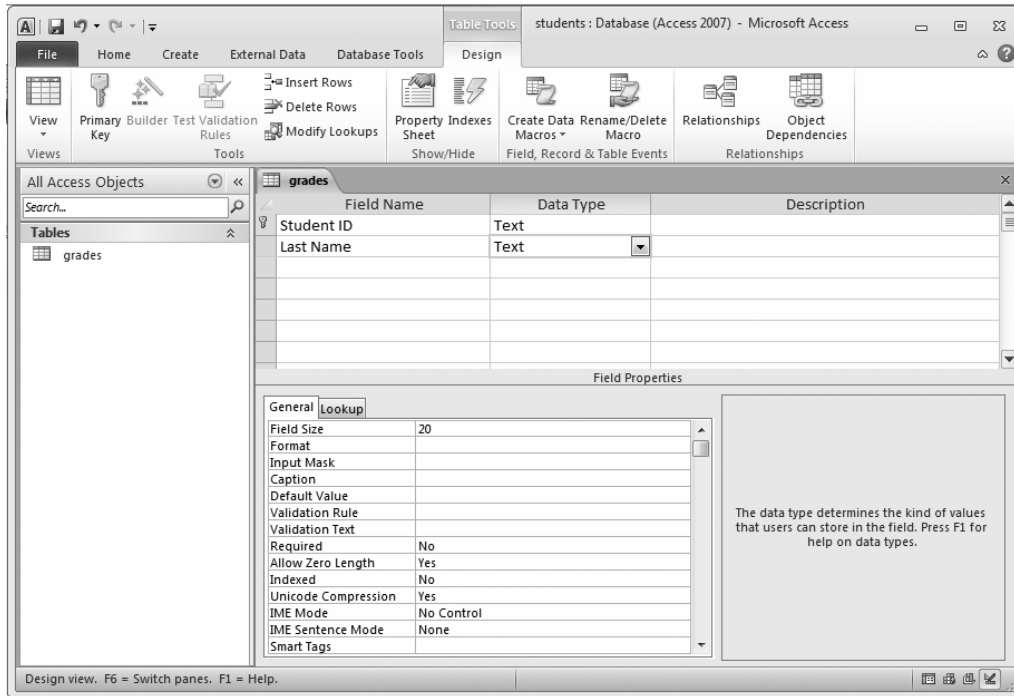 Table Tools students : Database (Access 2007) - Microsoft Access
File Home Create External Data Database Tools Design
View
Views
Primary Key
Builder
Test Validation Rules
Insert Rows
Delete Rows
Modify Lookups
Tools
Property Sheet
Indexes
Show/Hide
Create Data Macros
Rename/Delete Macro
Field, Record & Table Events
Relationships
Object Dependencies
Relationships
All Access Objects
Search...
Tables
grades
grades
Field Name Data Type Description
Student ID Text
Last Name Text
Field Properties
General Lookup
Field Size 20
Format
Input Mask
Caption
Default Value
Validation Rule
Validation Text
Required No
Allow Zero Length Yes
Indexed No
Unicode Compression Yes
IME Mode No Control
IME Sentence Mode None
Smart Tags
The data type determines the kind of values
that users can store in the field. Press F1 for
help on data types.
Design view. F6 = Switch panes. F1 = Help.